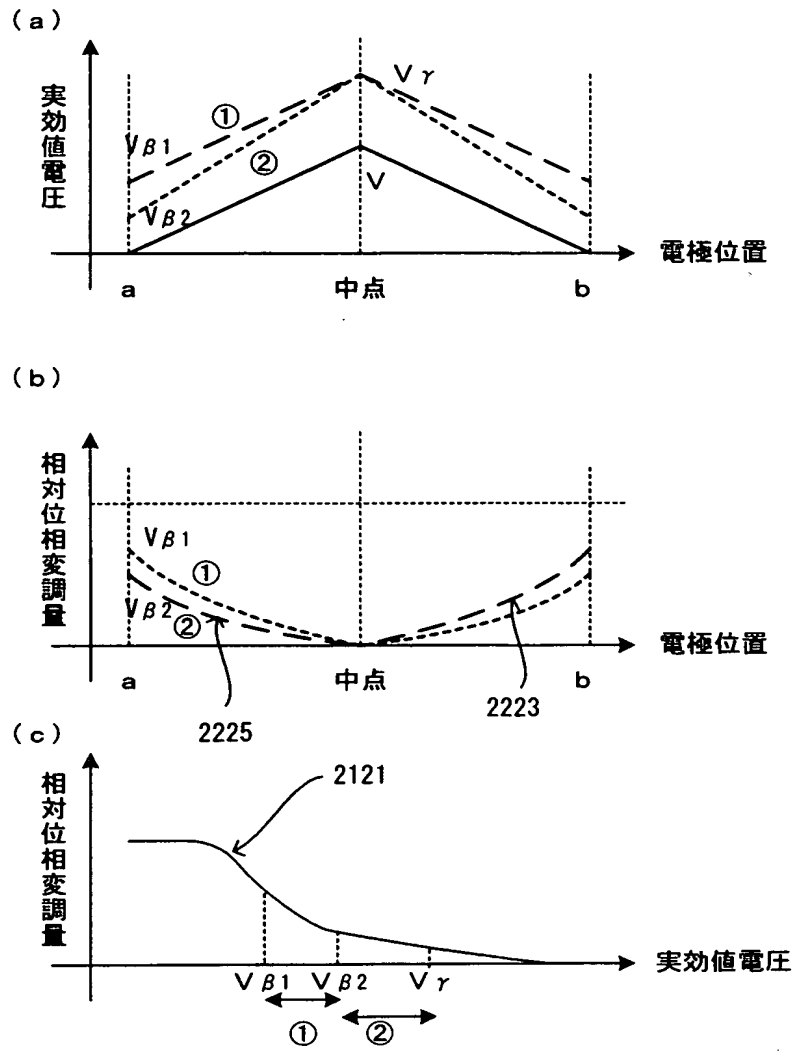 (a)
実効値電圧
Vβ1
①
Vγ
②
Vβ2
V
電極位置
a
中点
b
(b)
相対位相変調量
Vβ1
①
Vβ2
②
電極位置
a
中点
b
2225
2223
(c)
相対位相変調量
2121
実効値電圧
Vβ1
Vβ2
Vγ
①
②